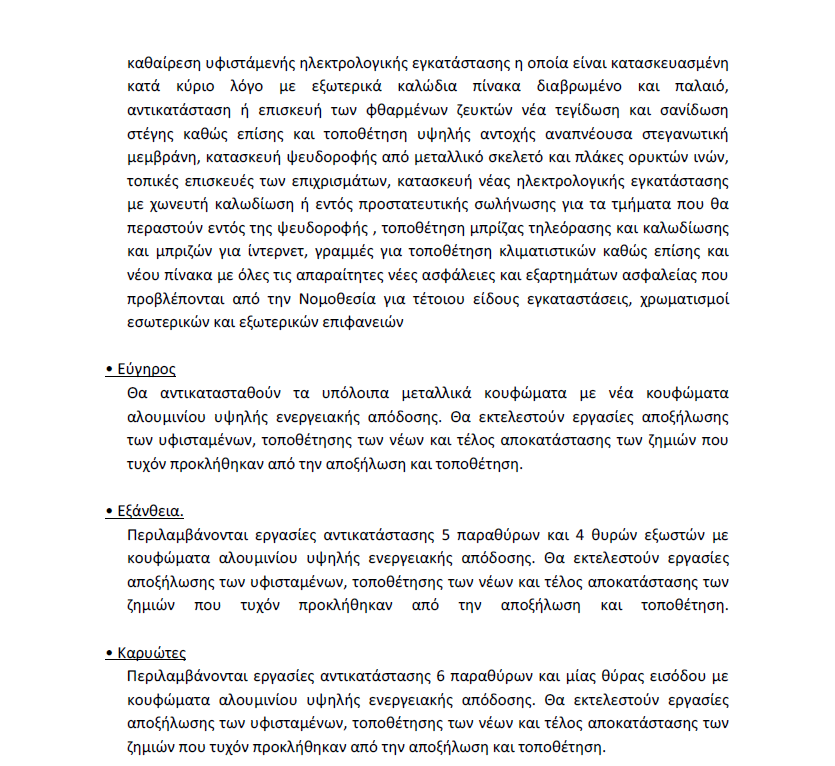 καθαίρεση υφιστάμενής ηλεκτρολογικής εγκατάστασης η οποία είναι κατασκευασμένη
κατά κύριο λόγο με εξωτερικά καλώδια πίνακα διαβρωμένο και παλαιό,
αντικατάσταση ή επισκευή των φθαρμένων ζευκτών νέα τεγίδωση και σανίδωση
στέγης καθώς επίσης και τοποθέτηση υψηλής αντοχής αναπνέουσα στεγανωτική
μεμβράνη, κατασκευή ψευδοροφής από μεταλλικό σκελετό και πλάκες ορυκτών ινών,
τοπικές επισκευές των επιχρισμάτων, κατασκευή νέας ηλεκτρολογικής εγκατάστασης
με χωνευτή καλωδίωση ή εντός προστατευτικής σωλήνωσης για τα τμήματα που θα
περαστούν εντός της ψευδοροφής , τοποθέτηση μπρίζας τηλεόρασης και καλωδίωσης
και μπριζών για ίντερνετ, γραμμές για τοποθέτηση κλιματιστικών καθώς επίσης και
νέου πίνακα με όλες τις απαραίτητες νέες ασφάλειες και εξαρτημάτων ασφαλείας που
προβλέπονται από την Νομοθεσία για τέτοιου είδους εγκαταστάσεις, χρωματισμοί
εσωτερικών και εξωτερικών επιφανειών
• Εύγηρος
Θα αντικατασταθούν τα υπόλοιπα μεταλλικά κουφώματα με νέα κουφώματα
αλουμινίου υψηλής ενεργειακής απόδοσης. Θα εκτελεστούν εργασίες αποξήλωσης
των υφισταμένων, τοποθέτησης των νέων και τέλος αποκατάστασης των ζημιών που
τυχόν προκλήθηκαν από την αποξήλωση και τοποθέτηση.
• Εξάνθεια.
Περιλαμβάνονται εργασίες αντικατάστασης 5 παραθύρων και 4 θυρών εξωστών με
κουφώματα αλουμινίου υψηλής ενεργειακής απόδοσης. Θα εκτελεστούν εργασίες
αποξήλωσης των υφισταμένων, τοποθέτησης των νέων και τέλος αποκατάστασης των
ζημιών που τυχόν προκλήθηκαν από την αποξήλωση και τοποθέτηση.
• Καρυώτες
Περιλαμβάνονται εργασίες αντικατάστασης 6 παραθύρων και μίας θύρας εισόδου με
κουφώματα αλουμινίου υψηλής ενεργειακής απόδοσης. Θα εκτελεστούν εργασίες
αποξήλωσης των υφισταμένων, τοποθέτησης των νέων και τέλος αποκατάστασης των
ζημιών που τυχόν προκλήθηκαν από την αποξήλωση και τοποθέτηση.